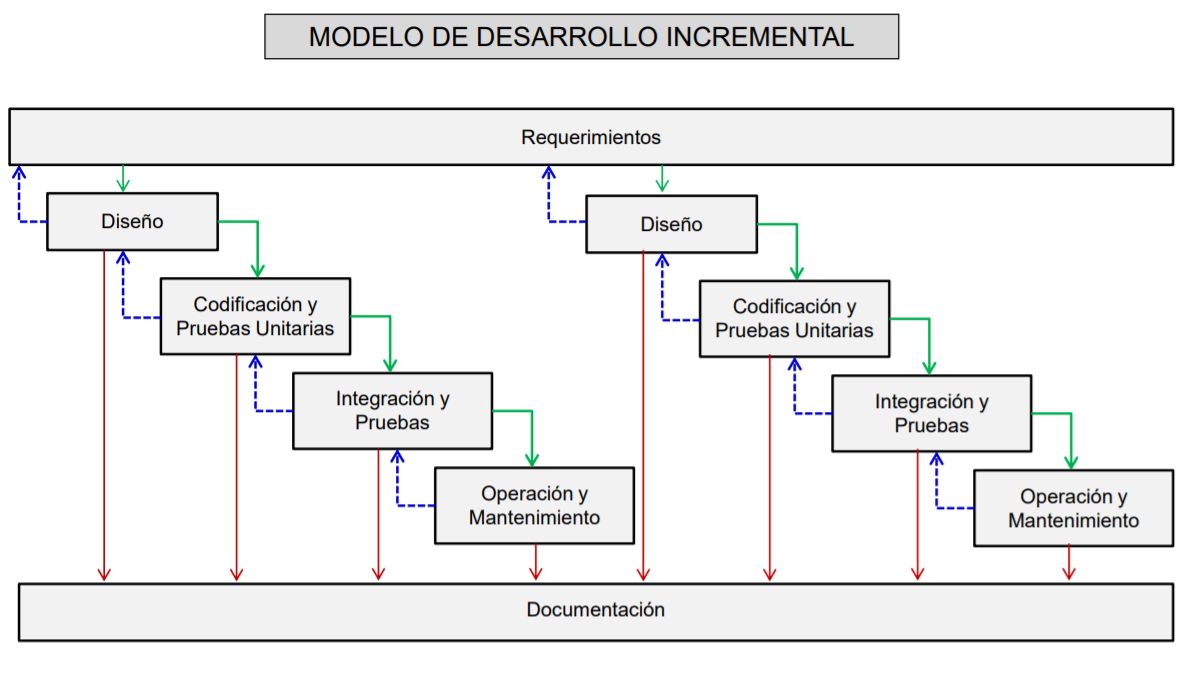 MODELO DE DESARROLLO INCREMENTAL
Requerimientos
Diseño
Codificación y
Pruebas Unitarias
Integración y
Pruebas
Operación y
Mantenimiento
Diseño
Codificación y
Pruebas Unitarias
Integración y
Pruebas
Operación y
Mantenimiento
Documentación